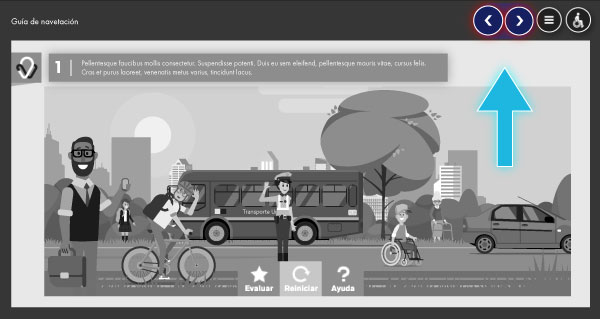 Guía de navetación
1
Pellentesque faucibus mollis consectetur. Suspendisse potenti. Duis eu sem eleifend, pellentesque mauris vitae, cursus felis.
Cras et purus laoreet, venenatis metus varius, tincidunt lacus.
Transporte
Evaluar Reiniciar Ayuda